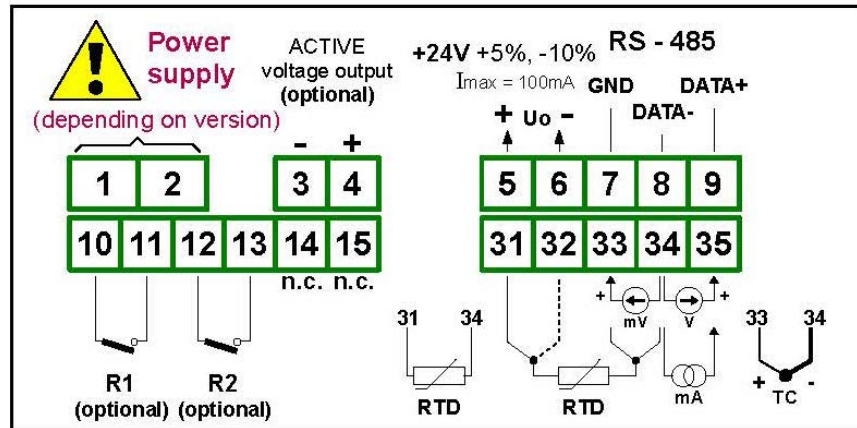 Power
supply
(depending on version)
ACTIVE
voltage output
(optional)
- +
+24V +5%, -10%
Imax = 100mA
+ Uo -
RS - 485
GND
DATA-
DATA+
1 2 3 4 5 6 7 8 9
10 11 12 13 14 15 31 32 33 34 35
n.c. n.c.
R1
(optional)
R2
(optional)
31 34
RTD
RTD
+ mV V +
mA
33 34
+ TC -